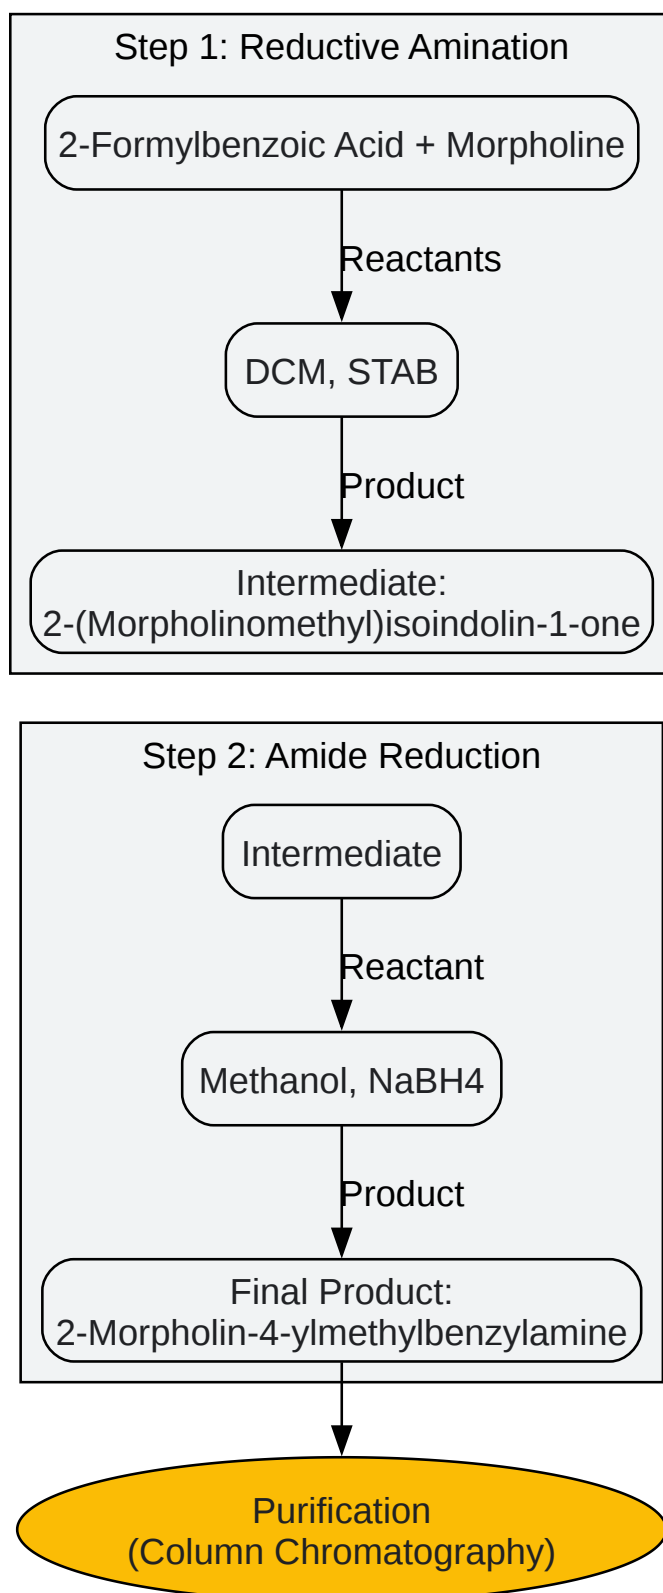 Step 1: Reductive Amination
2-Formylbenzoic Acid + Morpholine
Reactants
DCM, STAB
Product
Intermediate:
2-(Morpholinomethyl)isoindolin-1-one
Step 2: Amide Reduction
Intermediate
Reactant
Methanol, NaBH4
Product
Final Product:
2-Morpholin-4-ylmethylbenzylamine
Purification
(Column Chromatography)